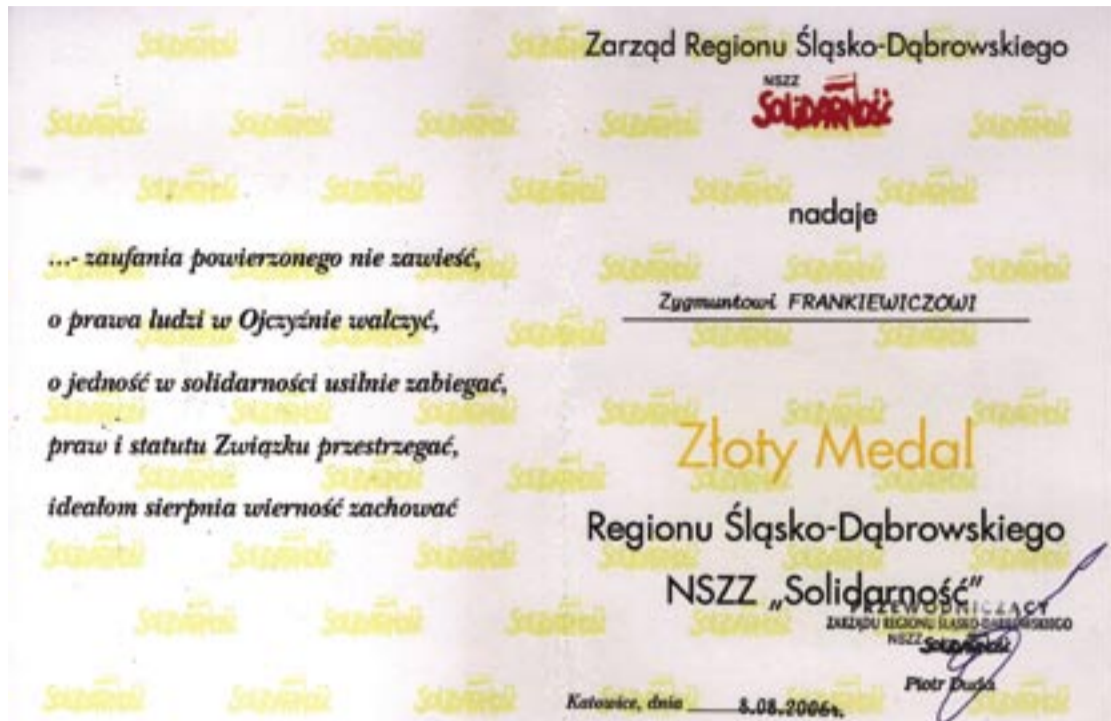 ...- zaufania powierzonego nie zawieść,
o prawa ludzi w Ojczyźnie walczyć,
o jedność w solidarności usilnie zabiegać,
praw i statutu Związku przestrzegać,
ideałom sierpnia wierność zachować
Zarząd Regionu Śląsko-Dąbrowskiego
NSZZ
SOLIDARNOŚĆ
nadaje
Zygmuntowi FRANKIEWICZOWI
Złoty Medal
Regionu Śląsko-Dąbrowskiego
NSZZ „Solidarność"
PRZEWODNICZĄCY
ZARZĄDU REGIONU ŚLĄSKO-DĄBROWSKIEGO
NSZZ Solidarność
Piotr Duda
Katowice, dnia 8.08.2006r.